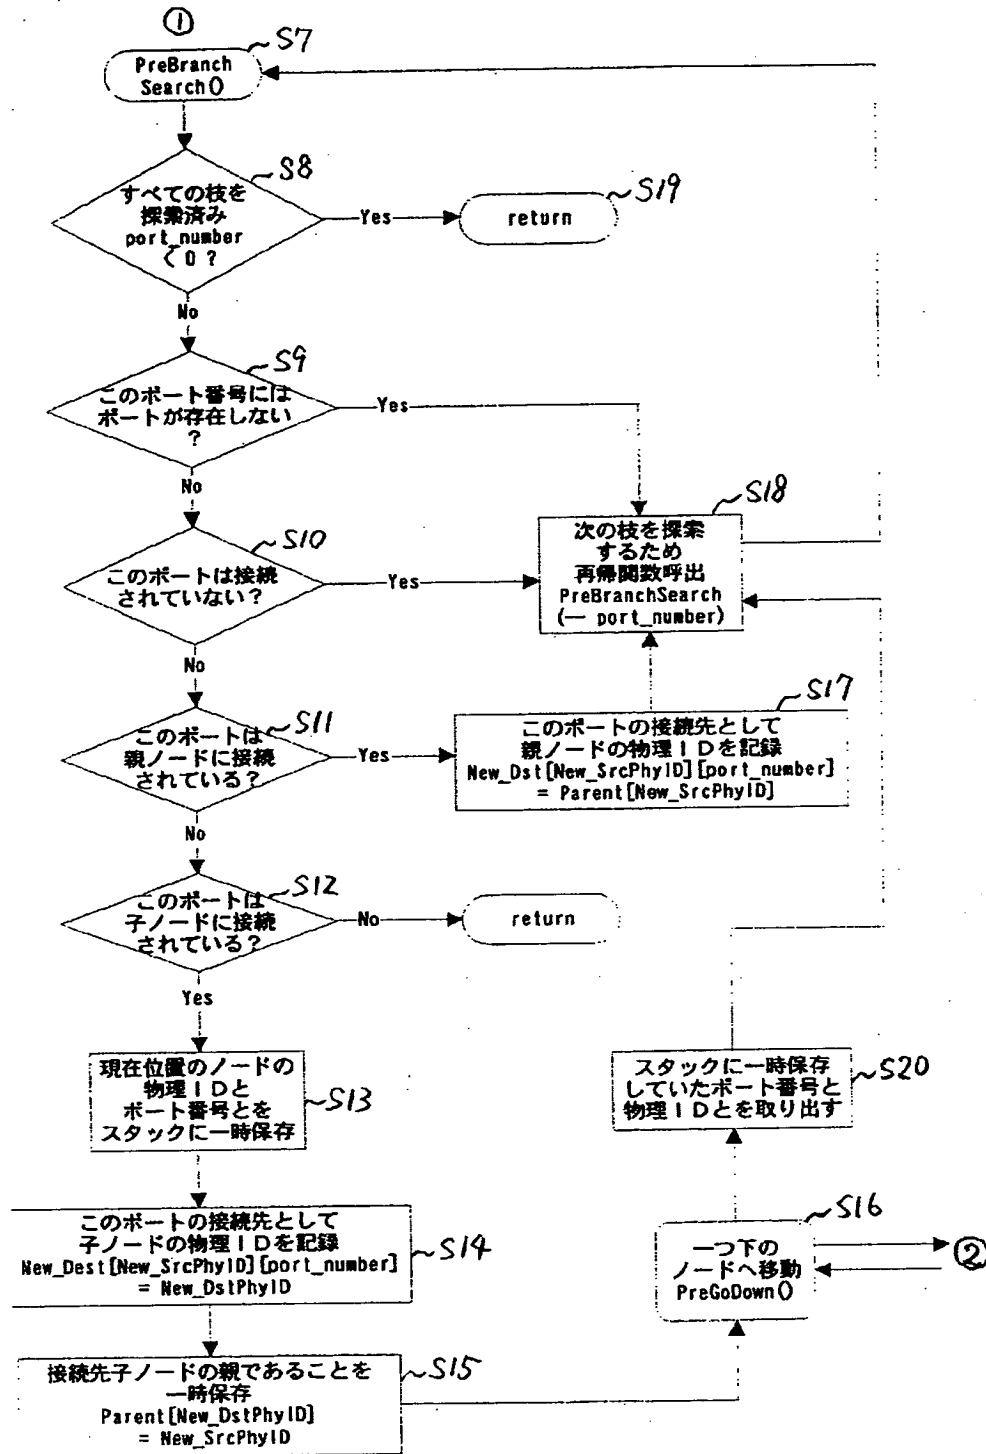 ①
S7
PreBranch
Search()
S8
すべての枝を
探索済み
port_number
< 0 ?
Yes
return
S19
No
S9
このポート番号には
ポートが存在しない
?
Yes
No
S10
このポートは接続
されていない?
Yes
S18
次の枝を探索
するため
再帰関数呼出
PreBranchSearch
(— port_number)
No
S11
このポートは
親ノードに接続
されている?
Yes
S17
このポートの接続先として
親ノードの物理IDを記録
New_Dst[New_SrcPhyID][port_number]
= Parent[New_SrcPhyID]
No
S12
このポートは
子ノードに接続
されている?
No
return
Yes
現在位置のノードの
物理IDと
ポート番号とを
スタックに一時保存
S13
スタックに一時保存
していたポート番号と
物理IDとを取り出す
S20
このポートの接続先として
子ノードの物理IDを記録
New_Dest[New_SrcPhyID][port_number]
= New_DstPhyID
S14
S16
一つ下の
ノードへ移動
PreGoDown()
②
接続先子ノードの親であることを
一時保存
Parent[New_DstPhyID]
= New_SrcPhyID
S15